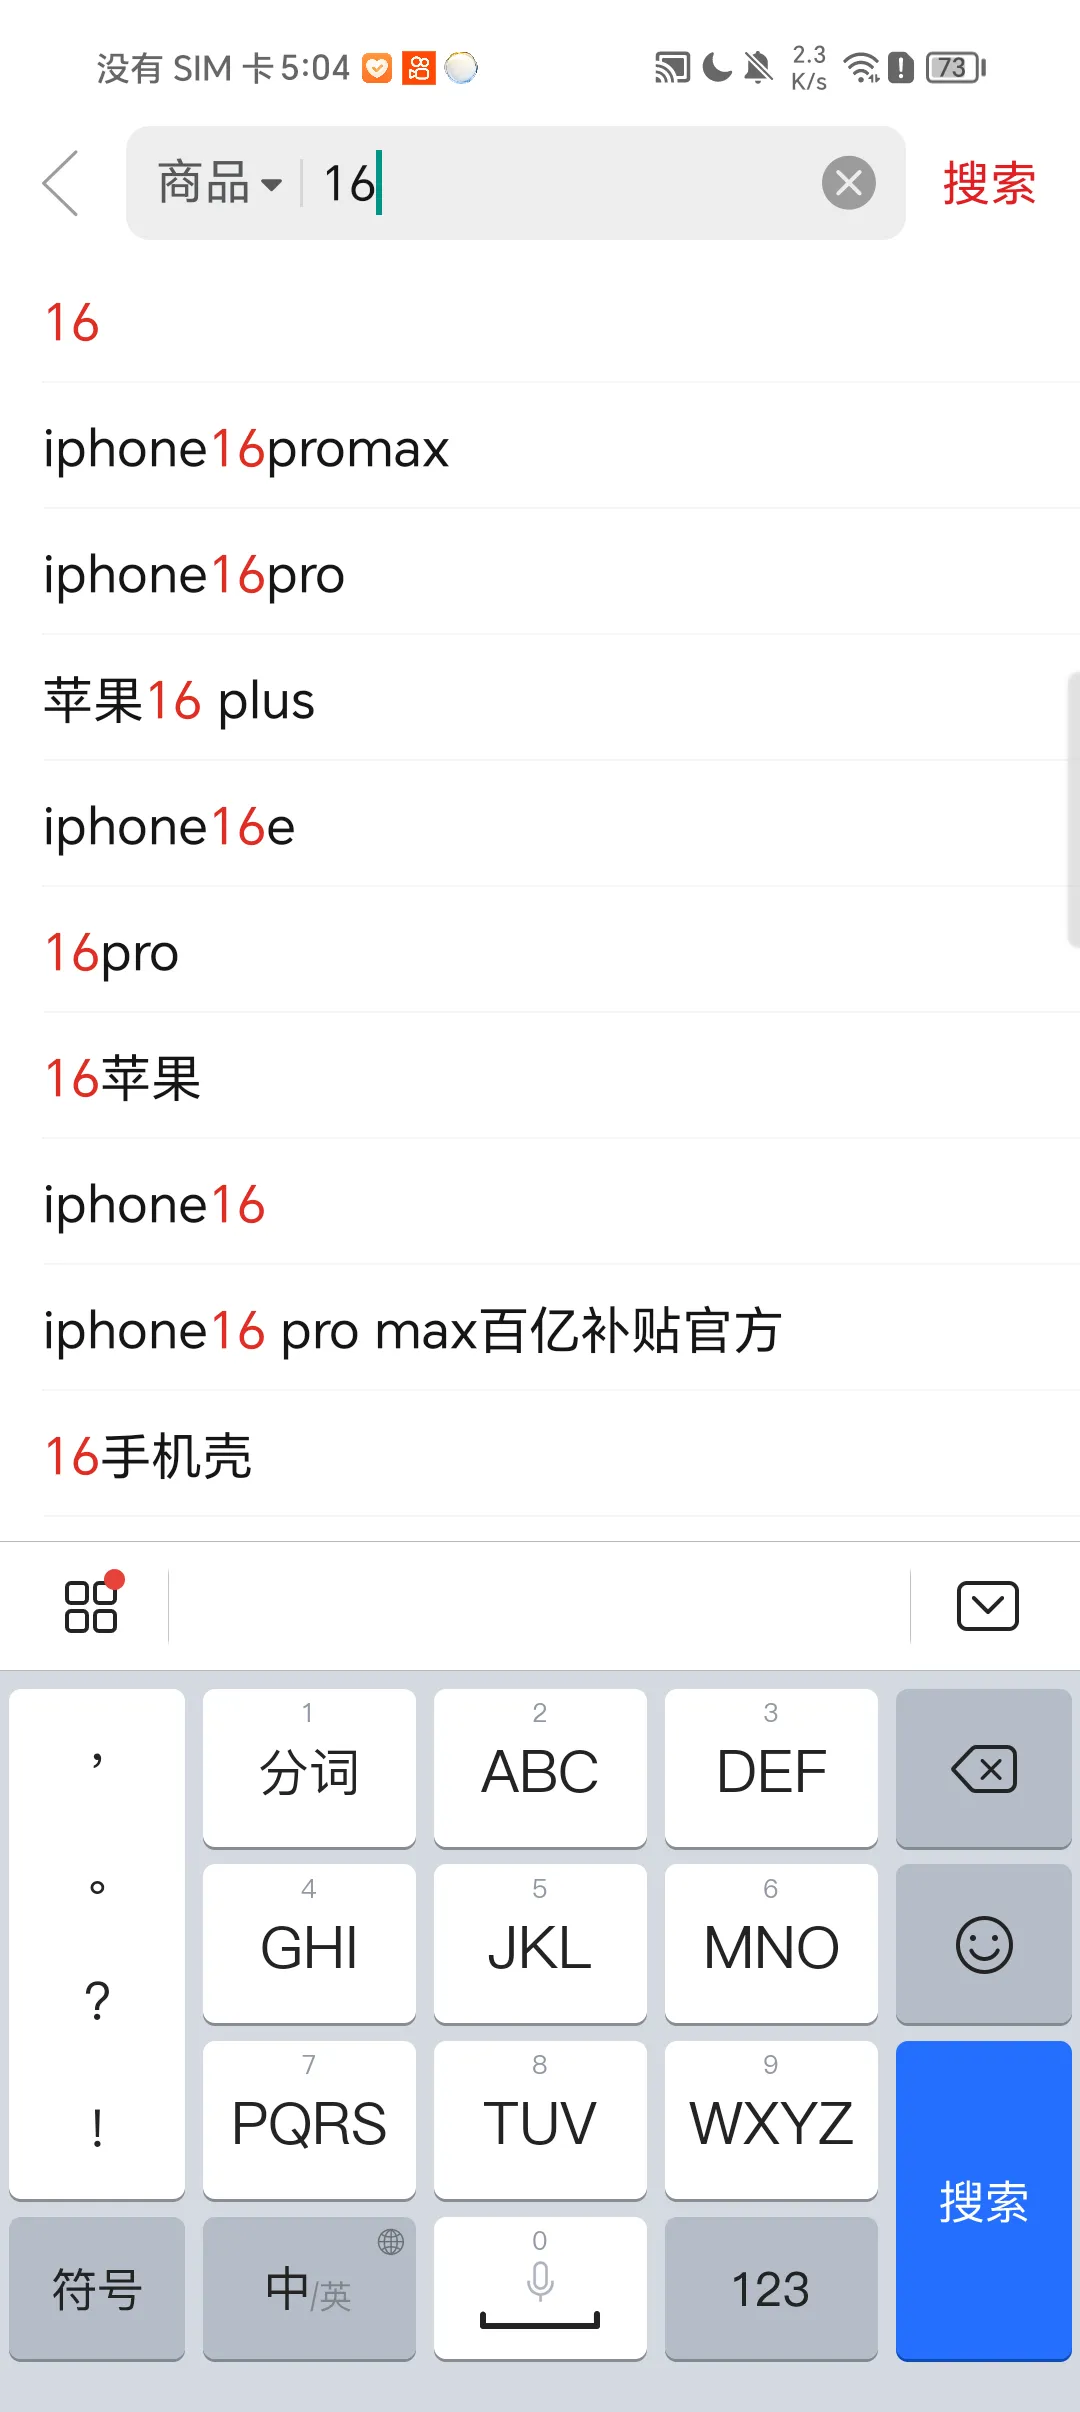 没有 SIM 卡 5:04 2.3 K/s 73
商品 16 搜索
16
iphone16promax
iphone16pro
苹果16 plus
iphone16e
16pro
16苹果
iphone16
iphone16 pro max百亿补贴官方
16手机壳
，
。
?
!
1 2 3
分词 ABC DEF
4 5 6
GHI JKL MNO
7 8 9
PQRS TUV WXYZ
搜索
0
符号 中/英 123